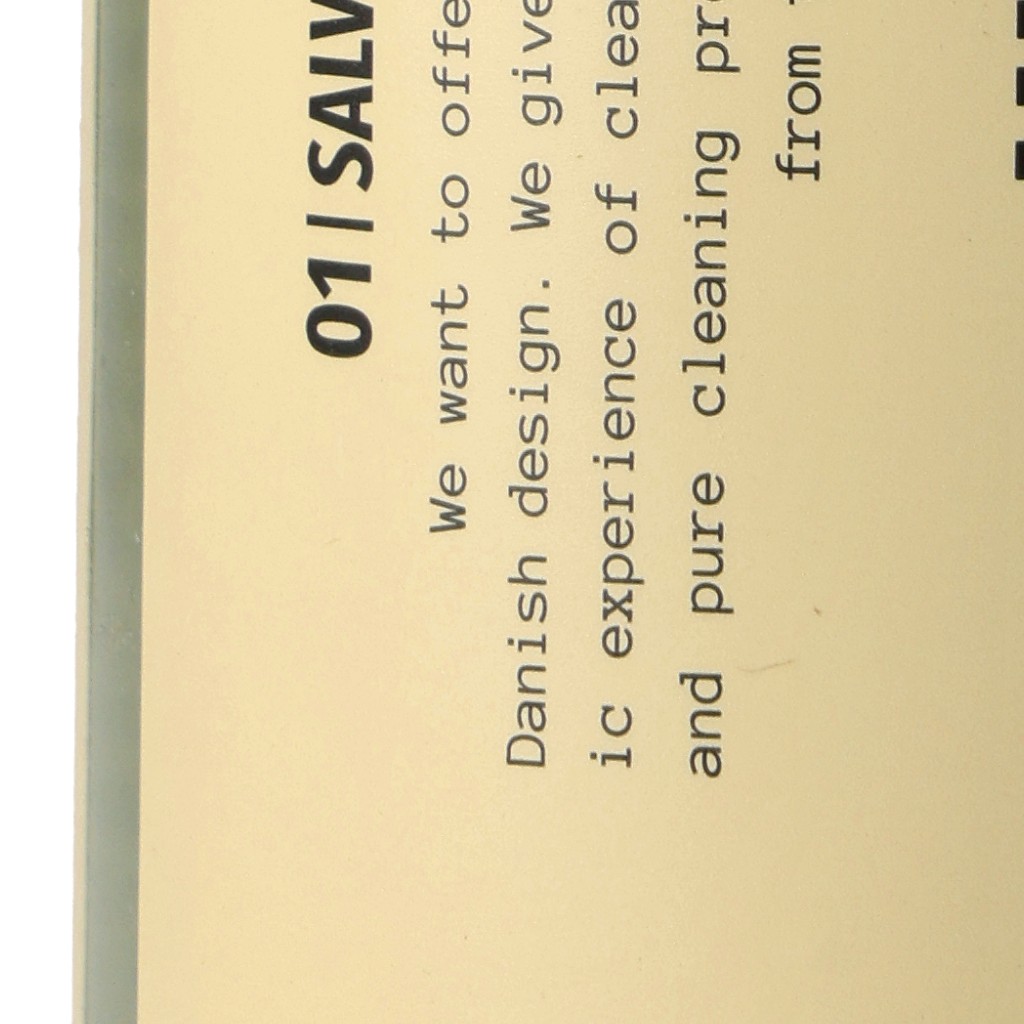 01 | SALV
We want to offe
Danish design. We give
ic experience of clea
and pure cleaning pr
from